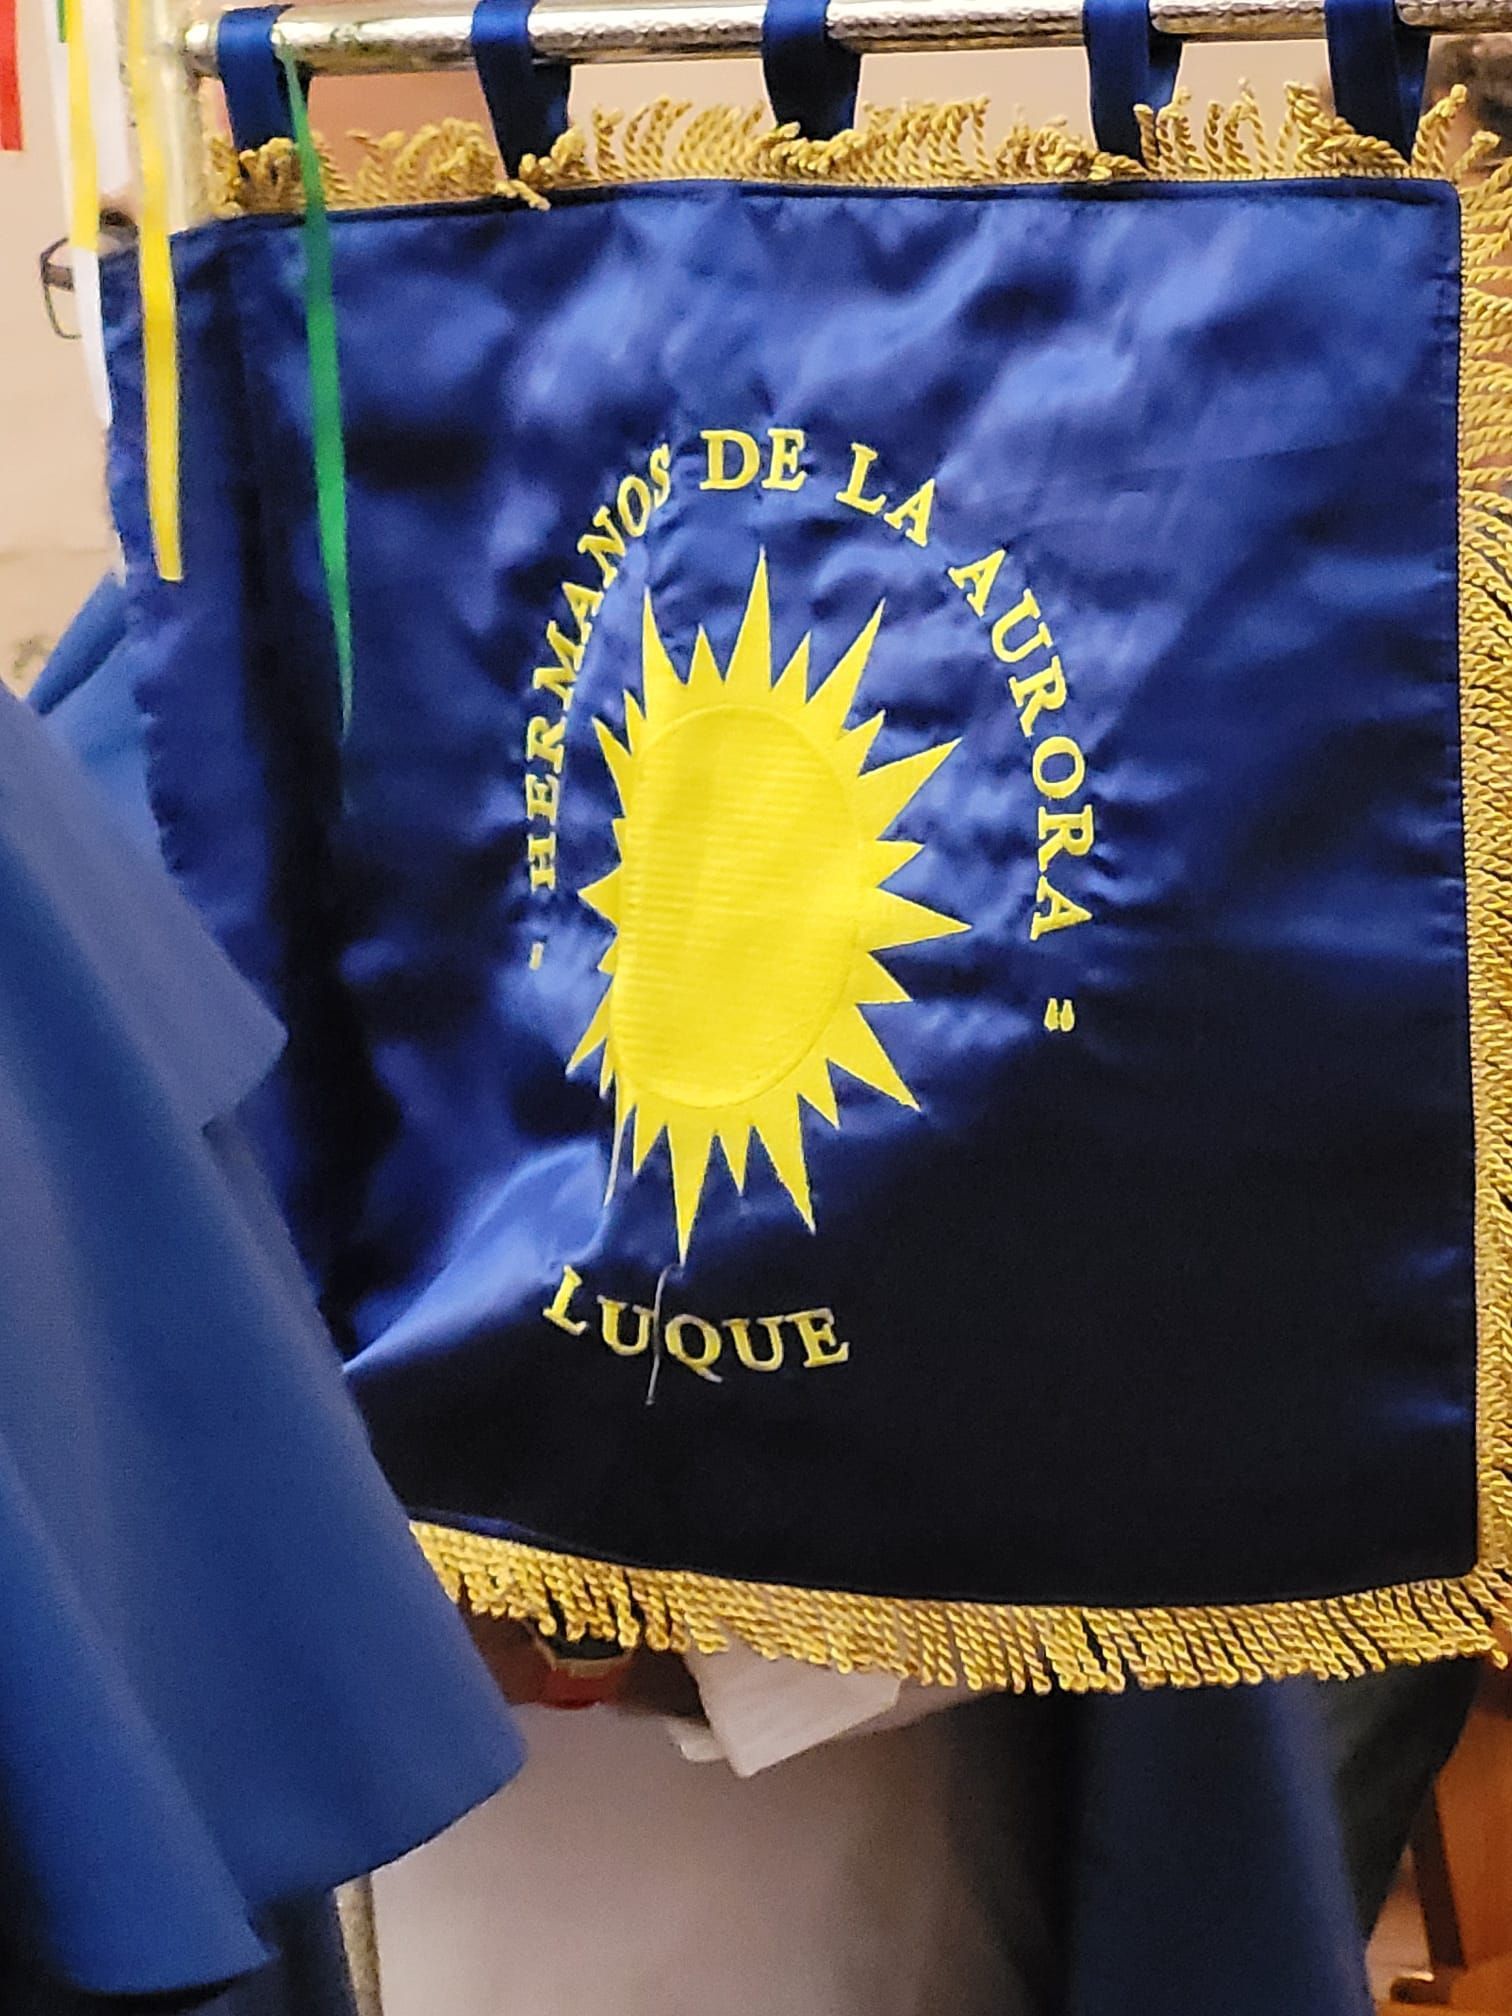 - HERMANOS DE LA AURORA "
LUQUE